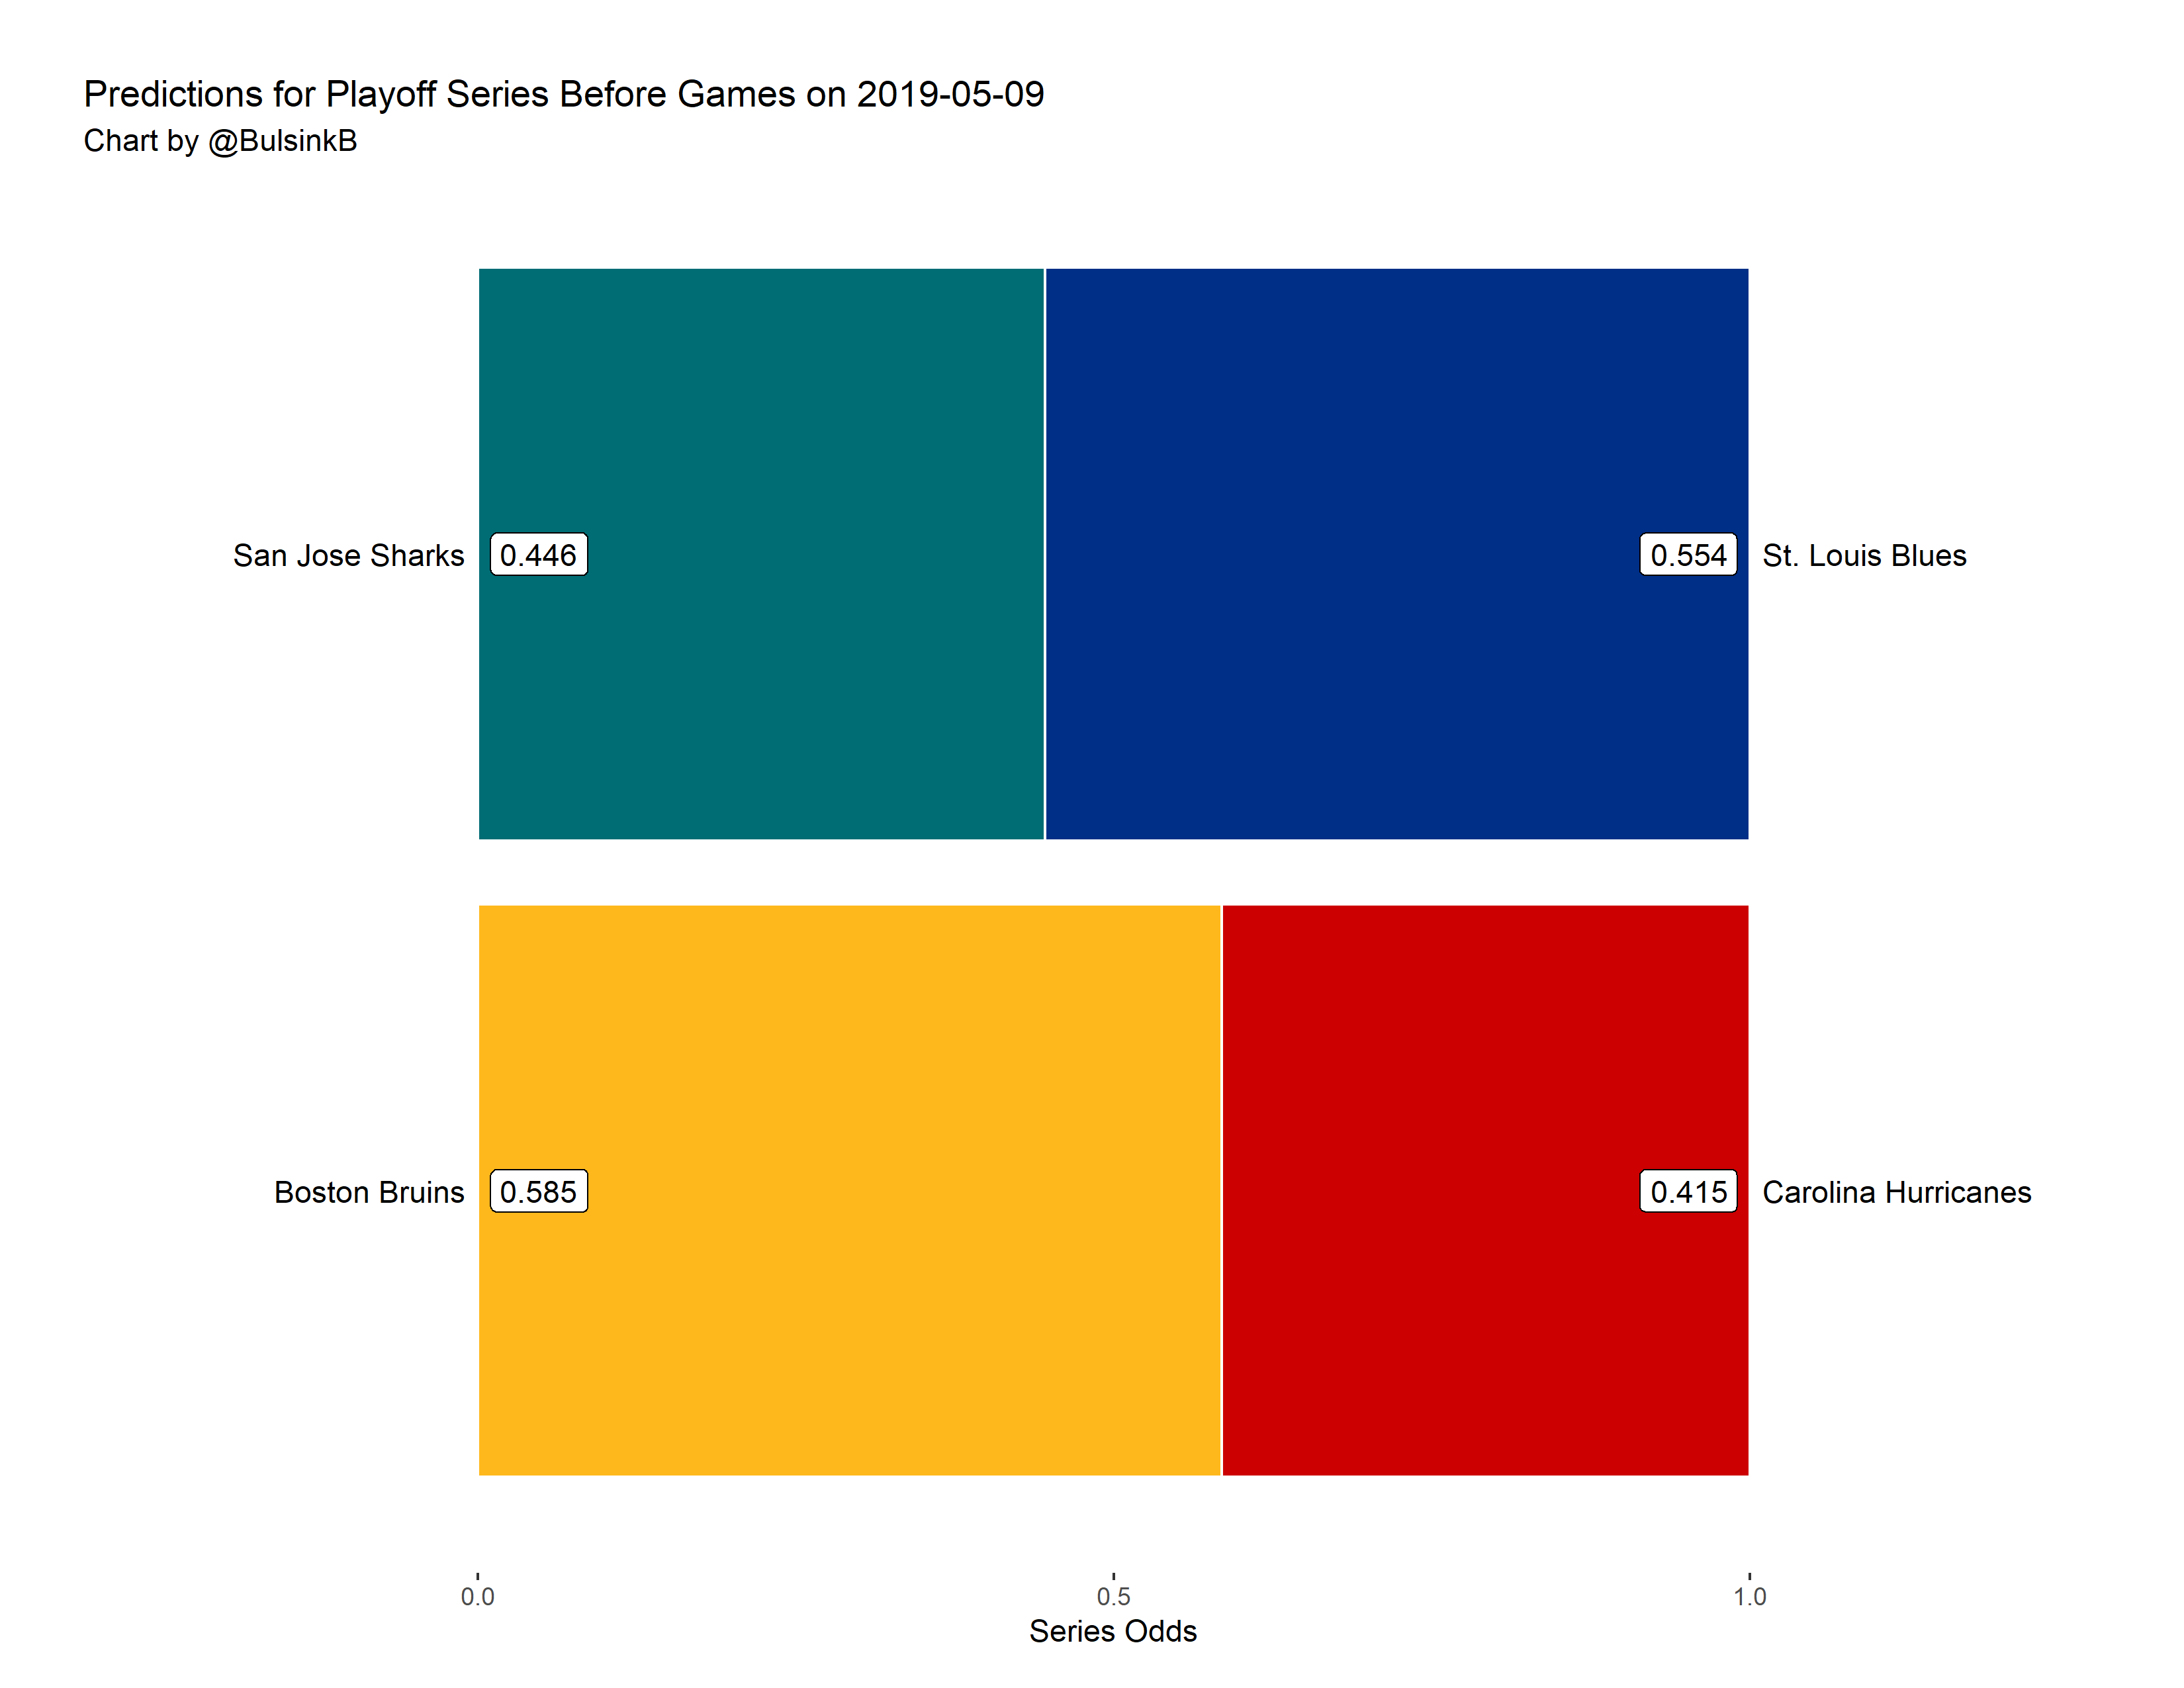 Predictions for Playoff Series Before Games on 2019-05-09
Chart by @BulsinkB
San Jose Sharks 0.446 0.554 St. Louis Blues
Boston Bruins 0.585 0.415 Carolina Hurricanes
0.0 0.5 1.0
Series Odds